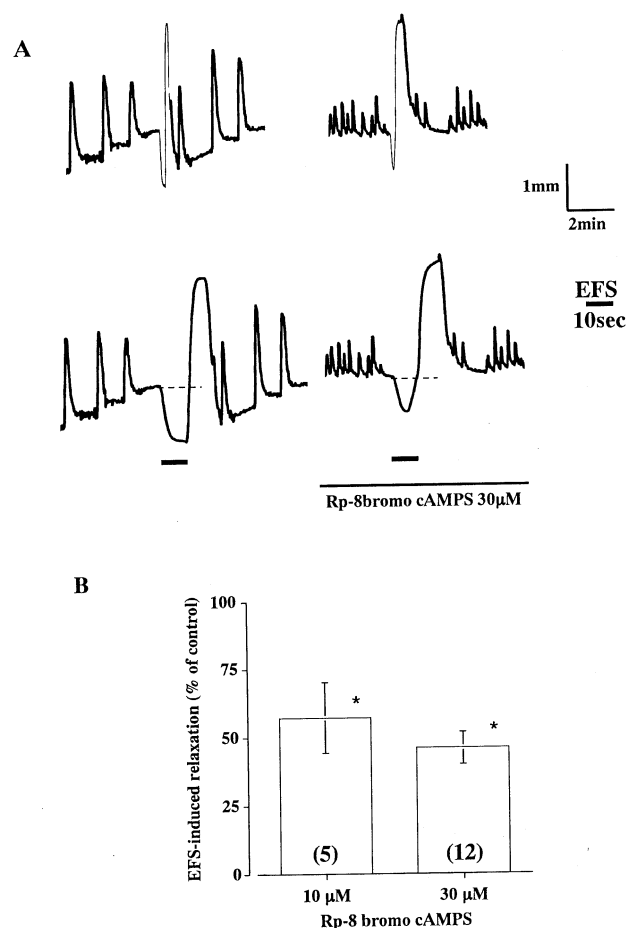 A
1mm
2min
EFS
10sec
Rp-8bromo cAMPS 30μM
B
EFS-induced relaxation (% of control)
100
75
50
25
0
*
*
(5)
(12)
10 μM
30 μM
Rp-8 bromo cAMPS